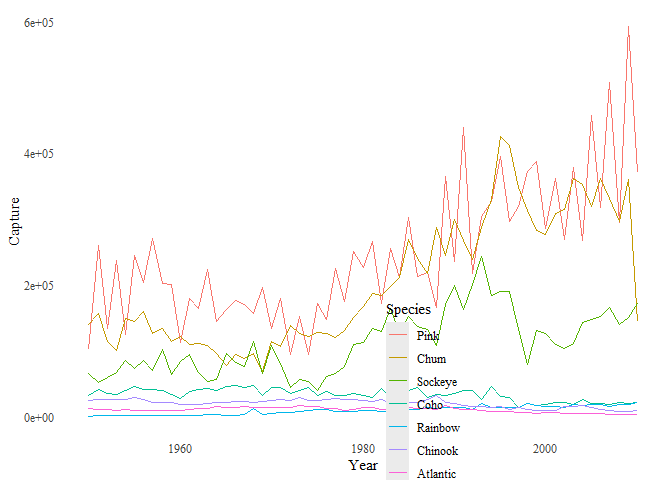 6e+05
4e+05
2e+05
0e+00
Capture
1960
1980
2000
Year
Species
Pink
Chum
Sockeye
Coho
Rainbow
Chinook
Atlantic